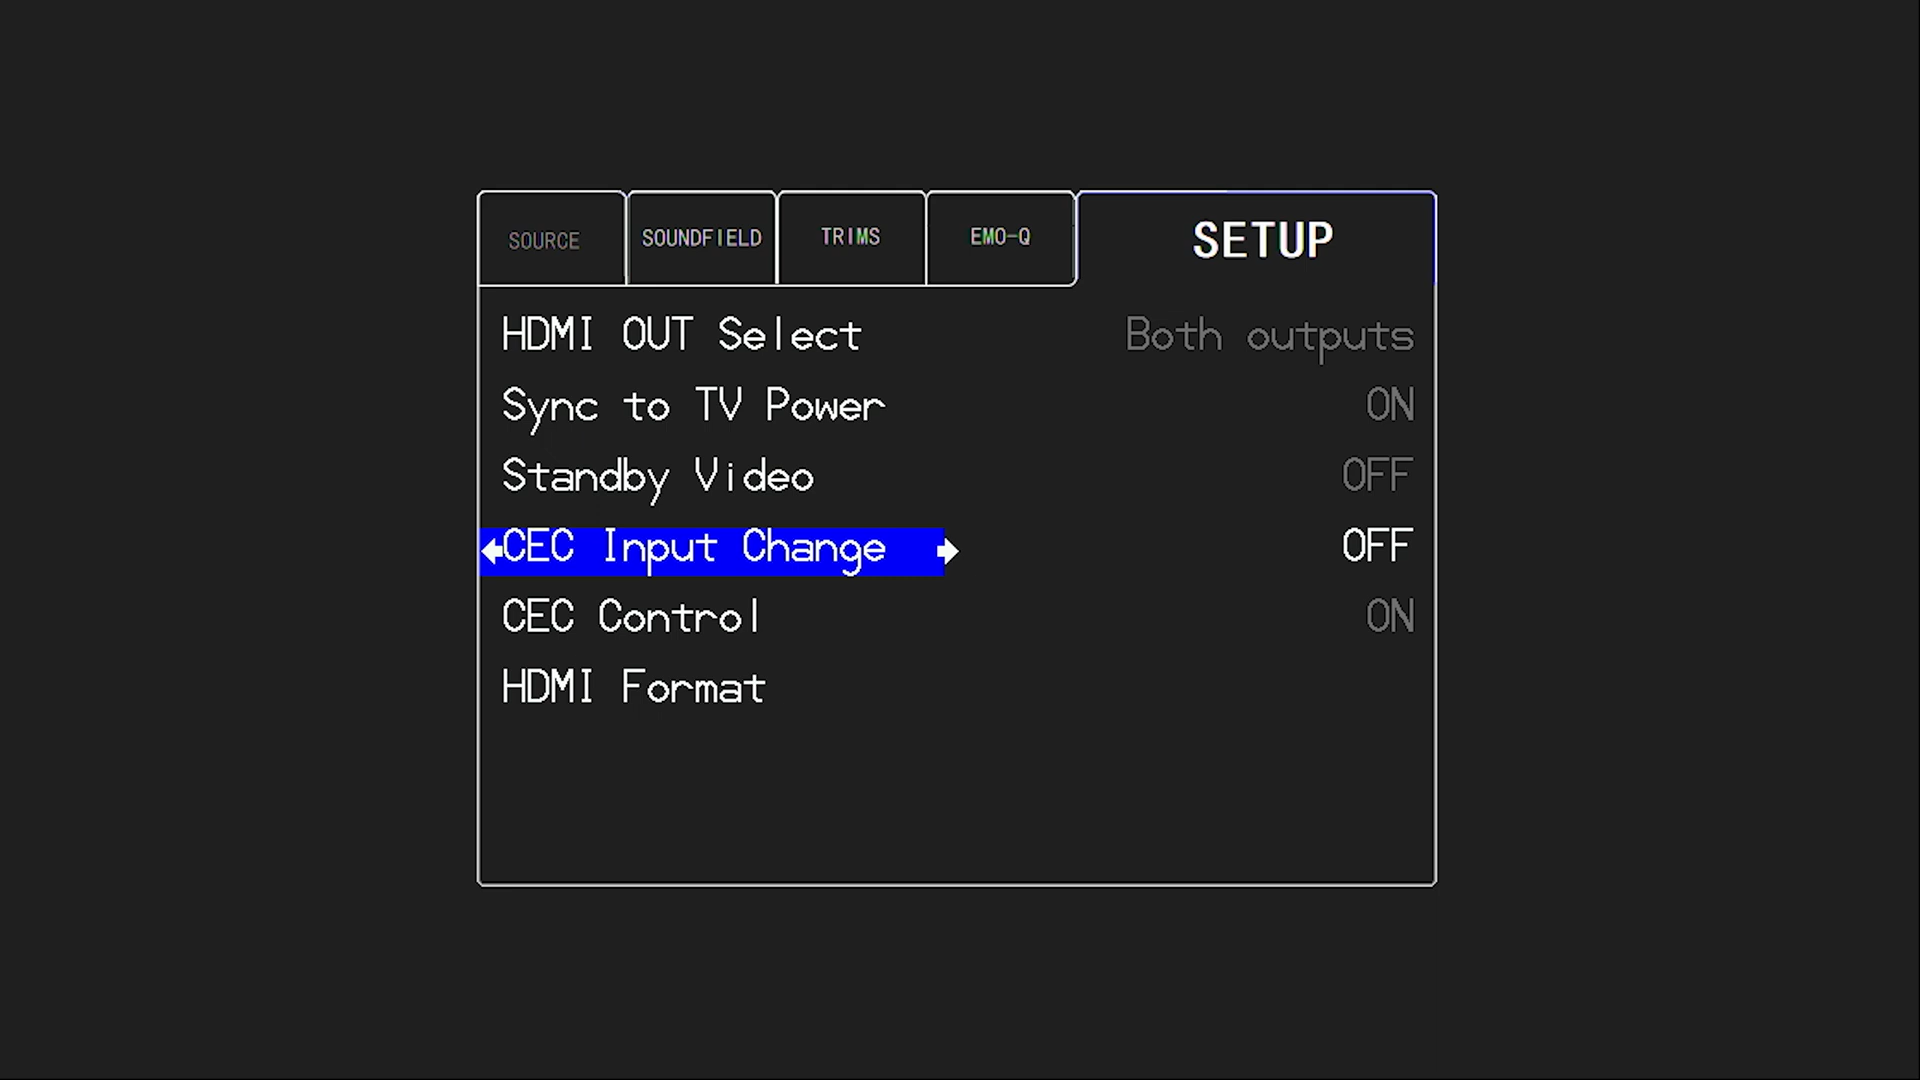 SOURCE SOUNDFIELD TRIMS EMO-Q SETUP
HDMI OUT Select Both outputs
Sync to TV Power ON
Standby Video OFF
CEC Input Change OFF
CEC Control ON
HDMI Format